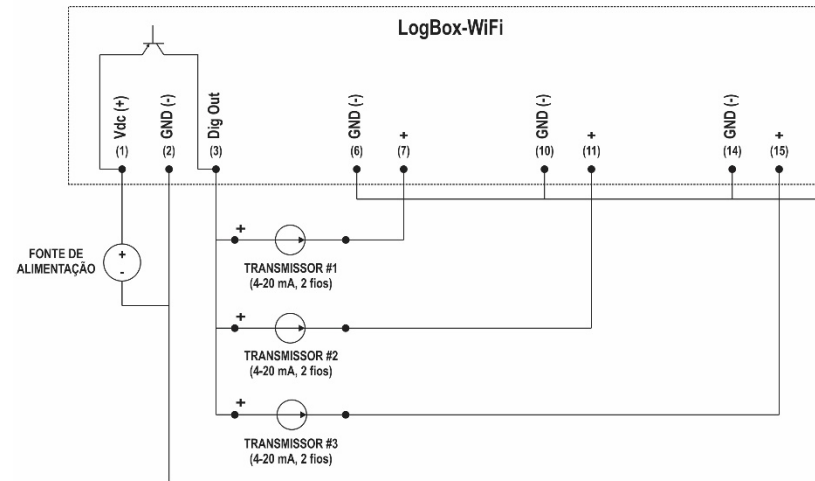 LogBox-WiFi
Vdc (+)
(1)
GND (-)
(2)
Dig Out
(3)
GND (-)
(6)
+
(7)
GND (-)
(10)
+
(11)
GND (-)
(14)
+
(15)
FONTE DE
ALIMENTAÇÃO
+
-
+
TRANSMISSOR #1
(4-20 mA, 2 fios)
+
TRANSMISSOR #2
(4-20 mA, 2 fios)
+
TRANSMISSOR #3
(4-20 mA, 2 fios)